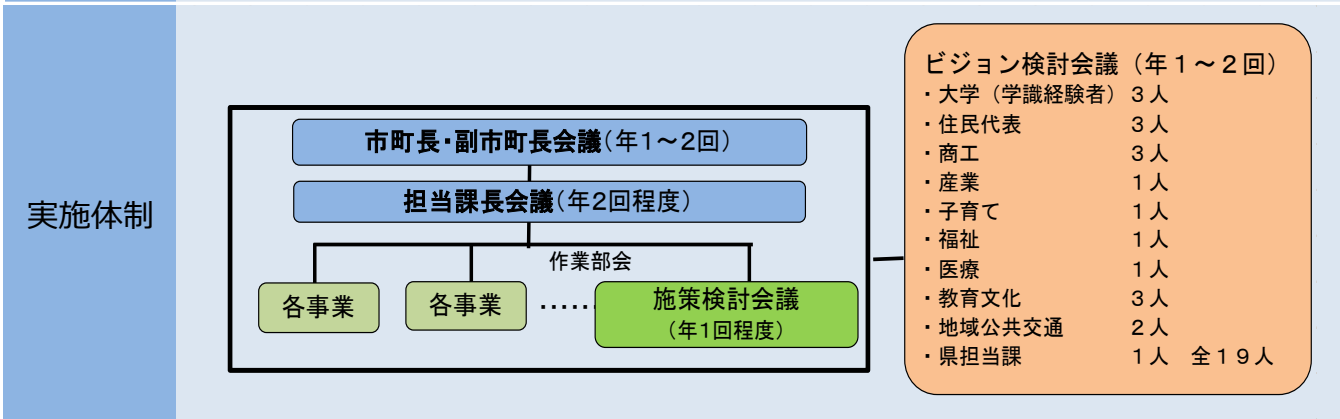 実施体制
市町長・副市町長会議(年1~2回)
担当課長会議(年2回程度)
作業部会
各事業
各事業
……
施策検討会議
(年1回程度)
ビジョン検討会議(年1~2回)
・大学(学識経験者) 3人
・住民代表 3人
・商工 3人
・産業 1人
・子育て 1人
・福祉 1人
・医療 1人
・教育文化 3人
・地域公共交通 2人
・県担当課 1人 全19人